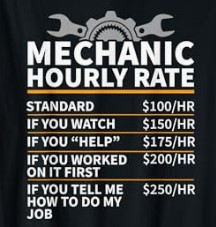 MECHANIC
HOURLY RATE
STANDARD $100/HR
IF YOU WATCH $150/HR
IF YOU “HELP” $175/HR
IF YOU WORKED $200/HR
ON IT FIRST
IF YOU TELL ME $250/HR
HOW TO DO MY
JOB